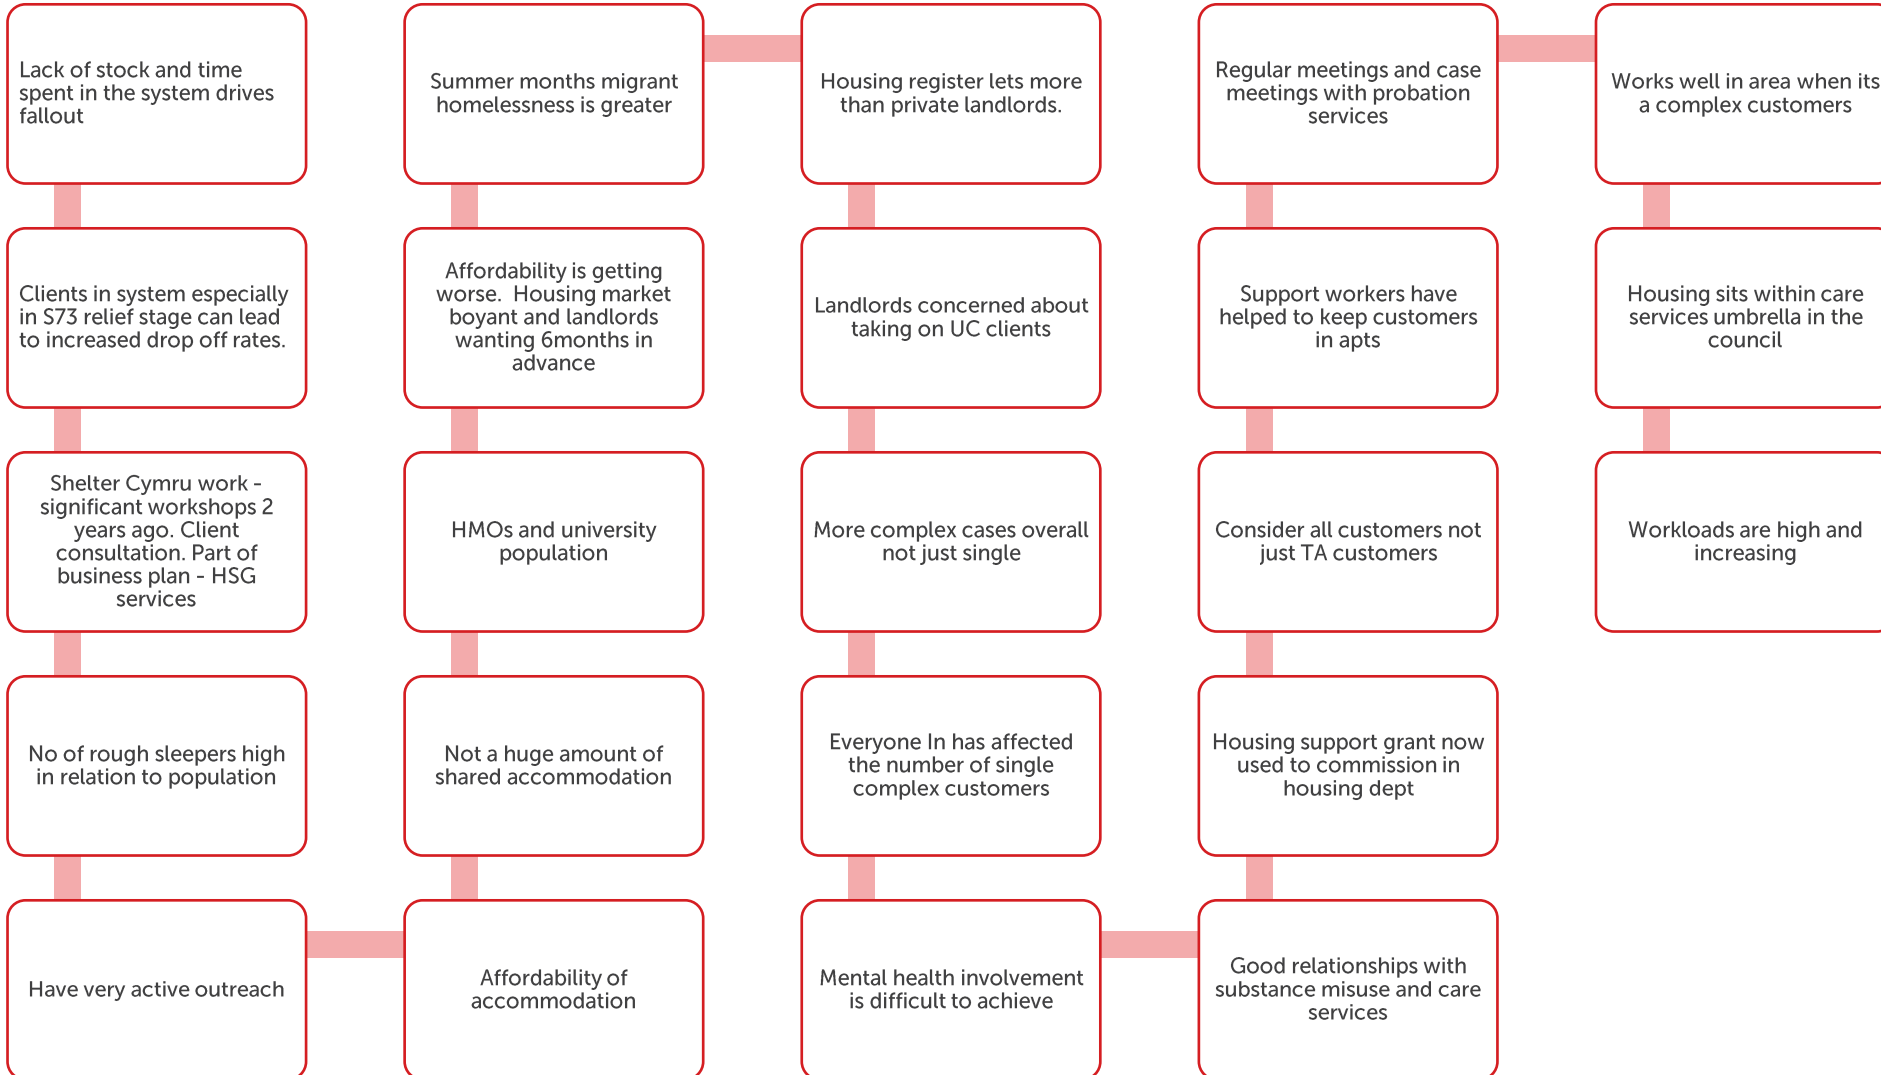 Lack of stock and time
spent in the system drives
fallout
Clients in system especially
in S73 relief stage can lead
to increased drop off rates.
Shelter Cymru work -
significant workshops 2
years ago. Client
consultation. Part of
business plan - HSG
services
No of rough sleepers high
in relation to population
Have very active outreach
Affordability of
accommodation
Not a huge amount of
shared accommodation
HMOs and university
population
Affordability is getting
worse.  Housing market
boyant and landlords
wanting 6months in
advance
Summer months migrant
homelessness is greater
Housing register lets more
than private landlords.
Landlords concerned about
taking on UC clients
More complex cases overall
not just single
Everyone In has affected
the number of single
complex customers
Mental health involvement
is difficult to achieve
Good relationships with
substance misuse and care
services
Housing support grant now
used to commission in
housing dept
Consider all customers not
just TA customers
Support workers have
helped to keep customers
in apts
Regular meetings and case
meetings with probation
services
Works well in area when its
a complex customers
Housing sits within care
services umbrella in the
council
Workloads are high and
increasing